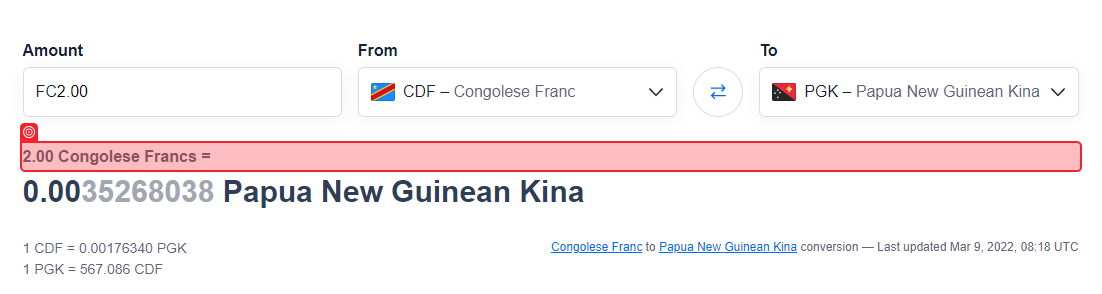 Amount
From
To
FC2.00
CDF – Congolese Franc
PGK – Papua New Guinean Kina
2.00 Congolese Francs =
0.0035268038 Papua New Guinean Kina
1 CDF = 0.00176340 PGK
Congolese Franc to Papua New Guinean Kina conversion — Last updated Mar 9, 2022, 08:18 UTC
1 PGK = 567.086 CDF